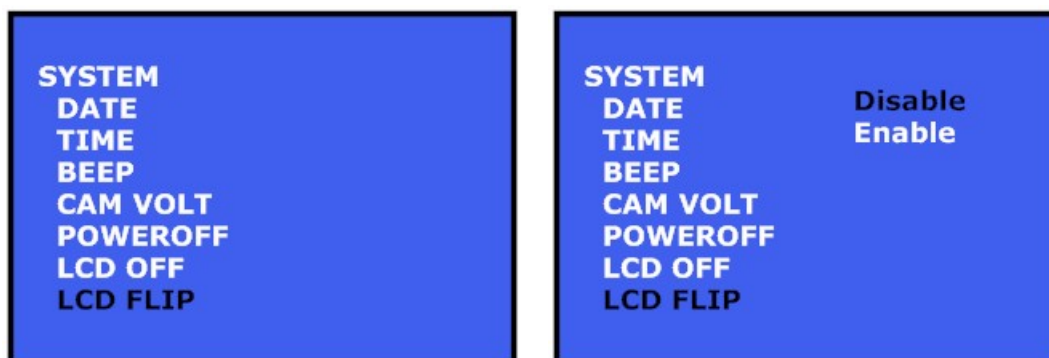 SYSTEM
DATE
TIME
BEEP
CAM VOLT
POWEROFF
LCD OFF
LCD FLIP
SYSTEM
DATE
TIME
BEEP
CAM VOLT
POWEROFF
LCD OFF
LCD FLIP
Disable
Enable